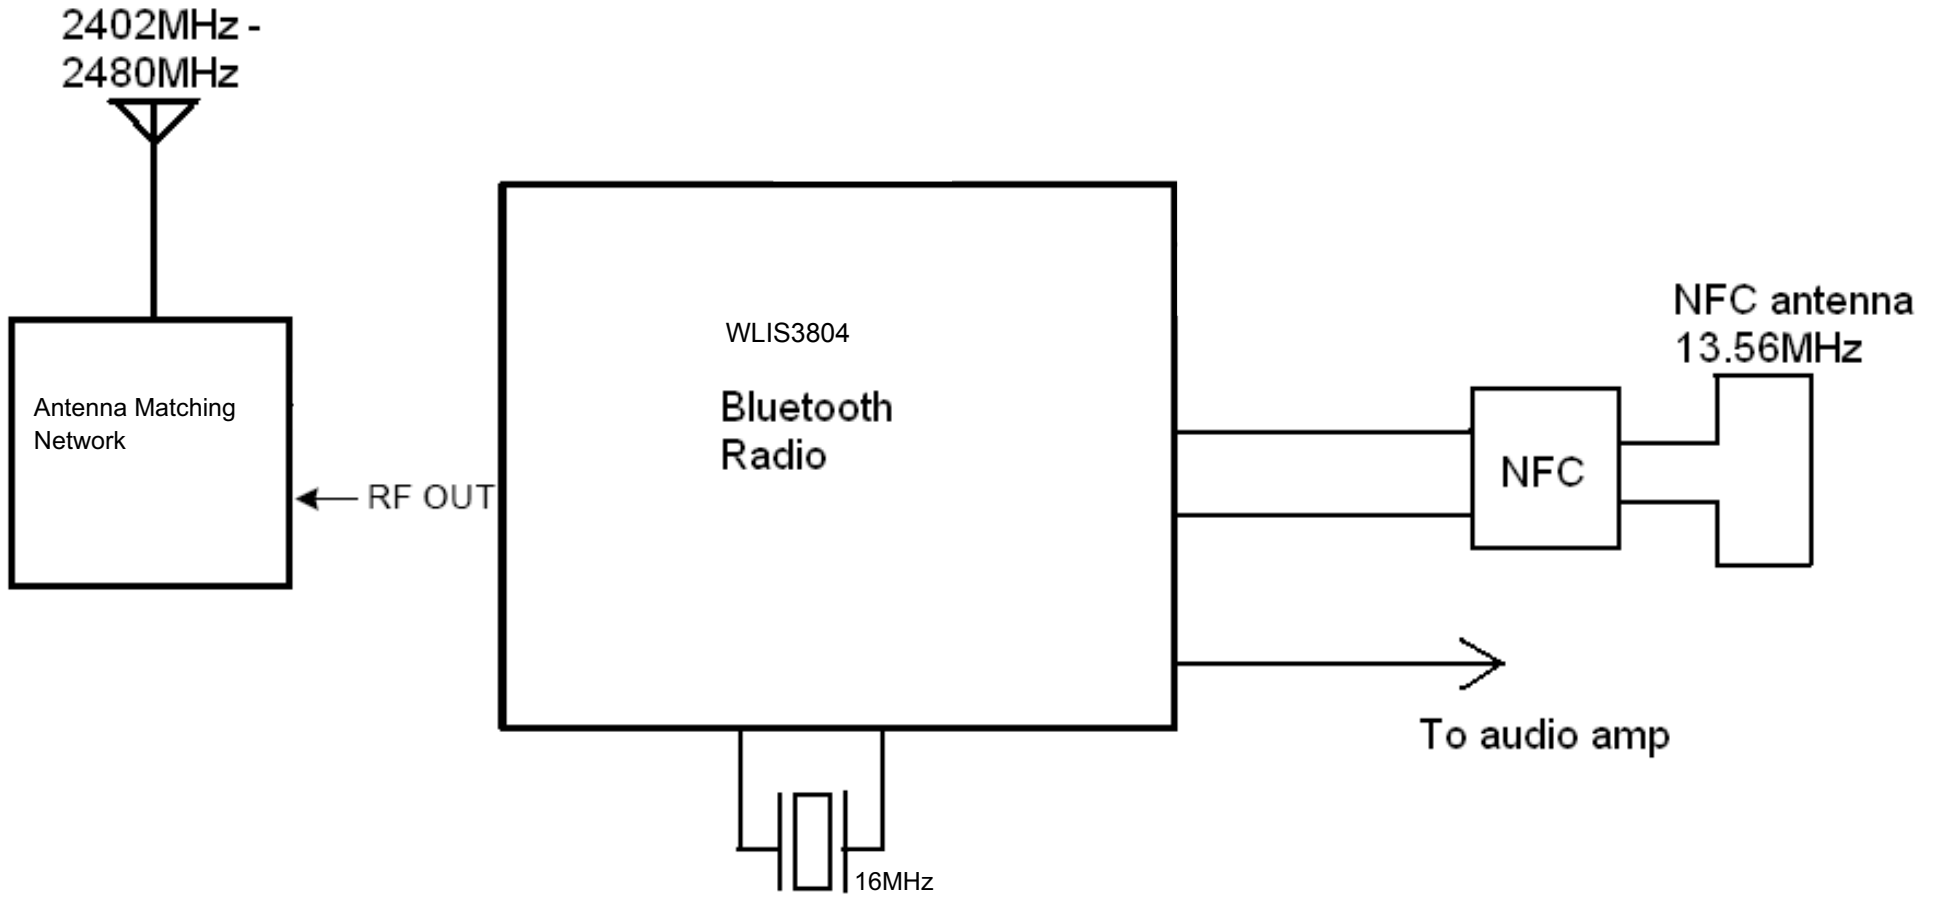 2402MHz -
2480MHz
Antenna Matching
Network
RF OUT
WLIS3804
Bluetooth
Radio
NFC
NFC antenna
13.56MHz
To audio amp
16MHz